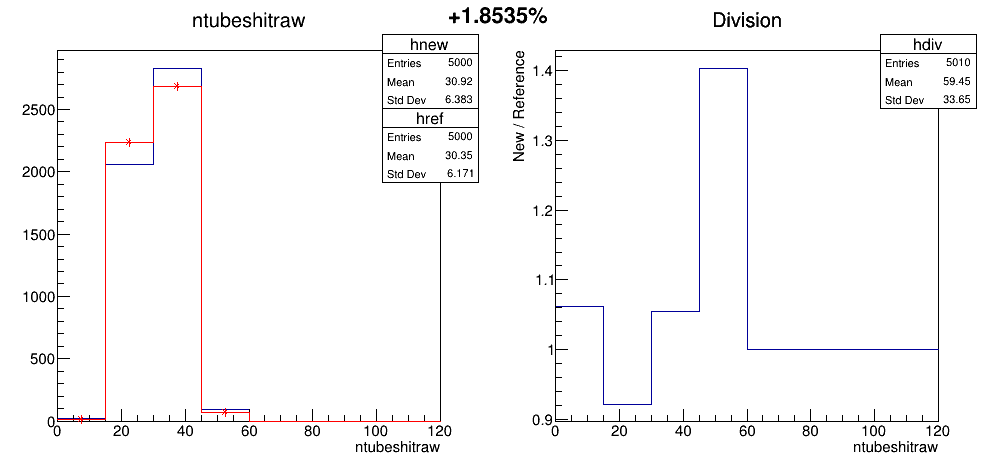 +1.8535%
ntubeshitraw
hnew
Entries 5000
Mean 30.92
Std Dev 6.383
href
Entries 5000
Mean 30.35
Std Dev 6.171
2500
2000
1500
1000
500
0
0 20 40 60 80 100 120
ntubeshitraw
Division
hdiv
Entries 5010
Mean 59.45
Std Dev 33.65
New / Reference
1.4
1.3
1.2
1.1
1
0.9
0 20 40 60 80 100 120
ntubeshitraw